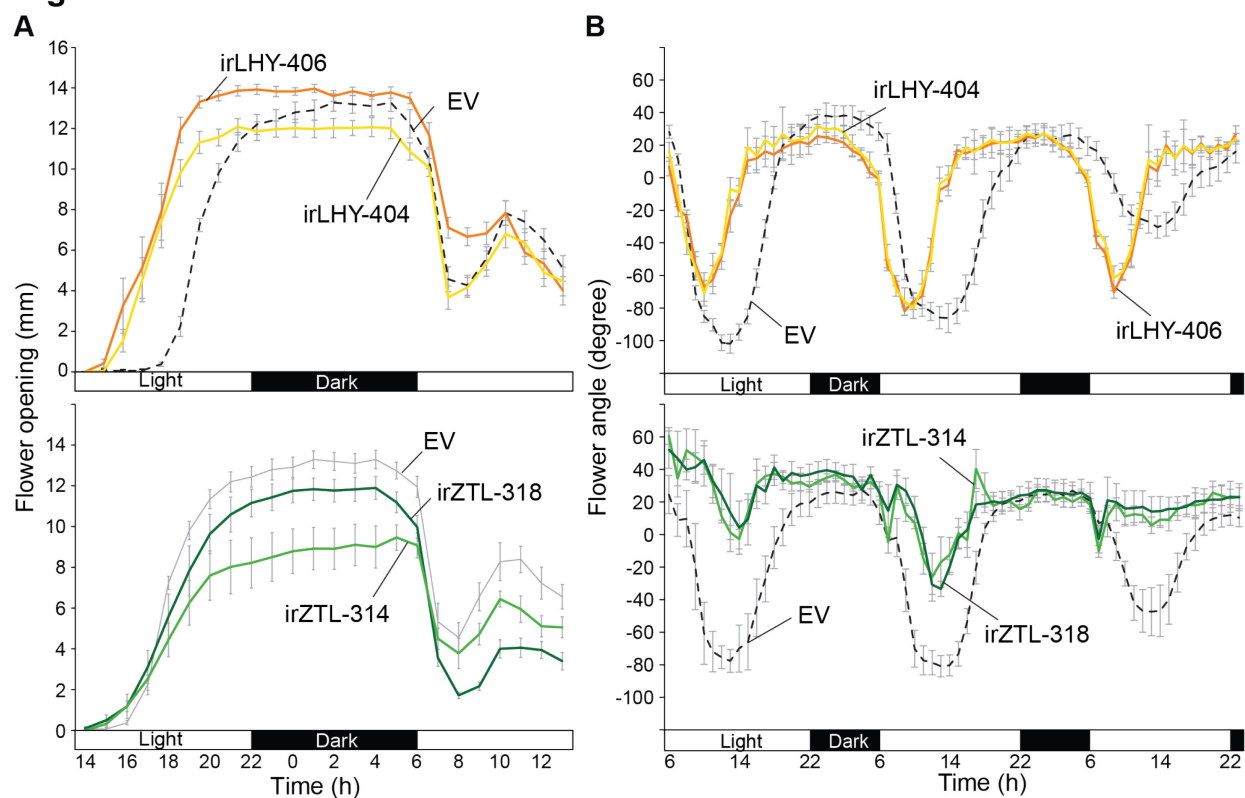 A
B
16
14
12
10
8
6
4
2
0
irLHY-406
EV
irLHY-404
Light
Dark
60
40
20
0
-20
-40
-60
-80
-100
irLHY-404
EV
irLHY-406
Light
Dark
Flower opening (mm)
Flower angle (degree)
14
12
10
8
6
4
2
0
EV
irZTL-318
irZTL-314
Light
Dark
14 16 18 20 22 0 2 4 6 8 10 12
Time (h)
60
40
20
0
-20
-40
-60
-80
-100
irZTL-314
EV
irZTL-318
Light
Dark
6 14 22 6 14 22 6 14 22
Time (h)